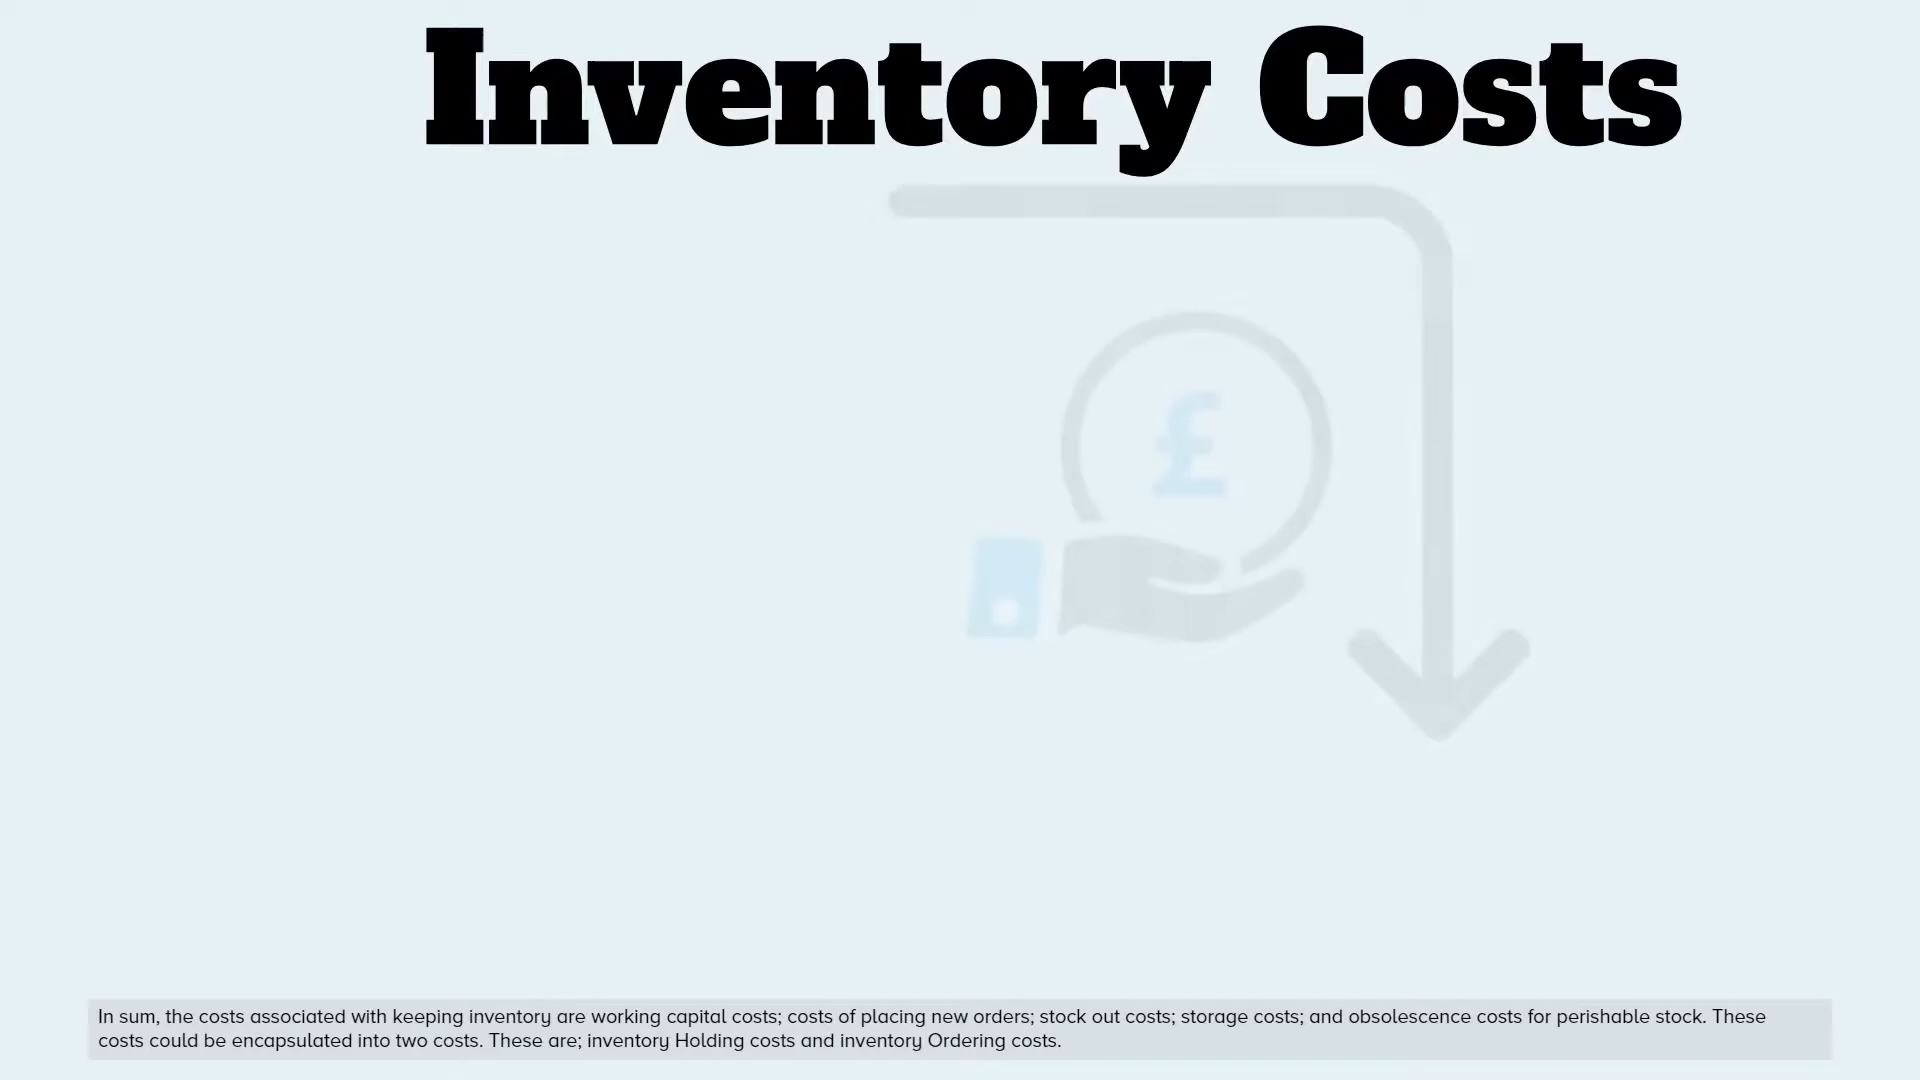 Inventory Costs
£
In sum, the costs associated with keeping inventory are working capital costs; costs of placing new orders; stock out costs; storage costs; and obsolescence costs for perishable stock. These
costs could be encapsulated into two costs. These are; inventory Holding costs and inventory Ordering costs.